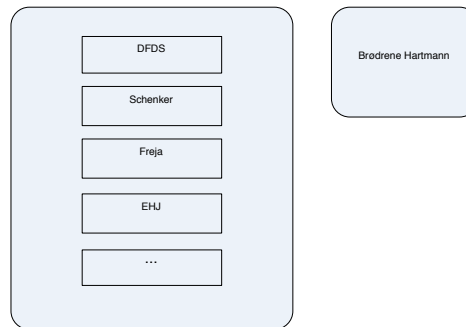 DFDS
Schenker
Freja
EHJ
...
Brødrene Hartmann